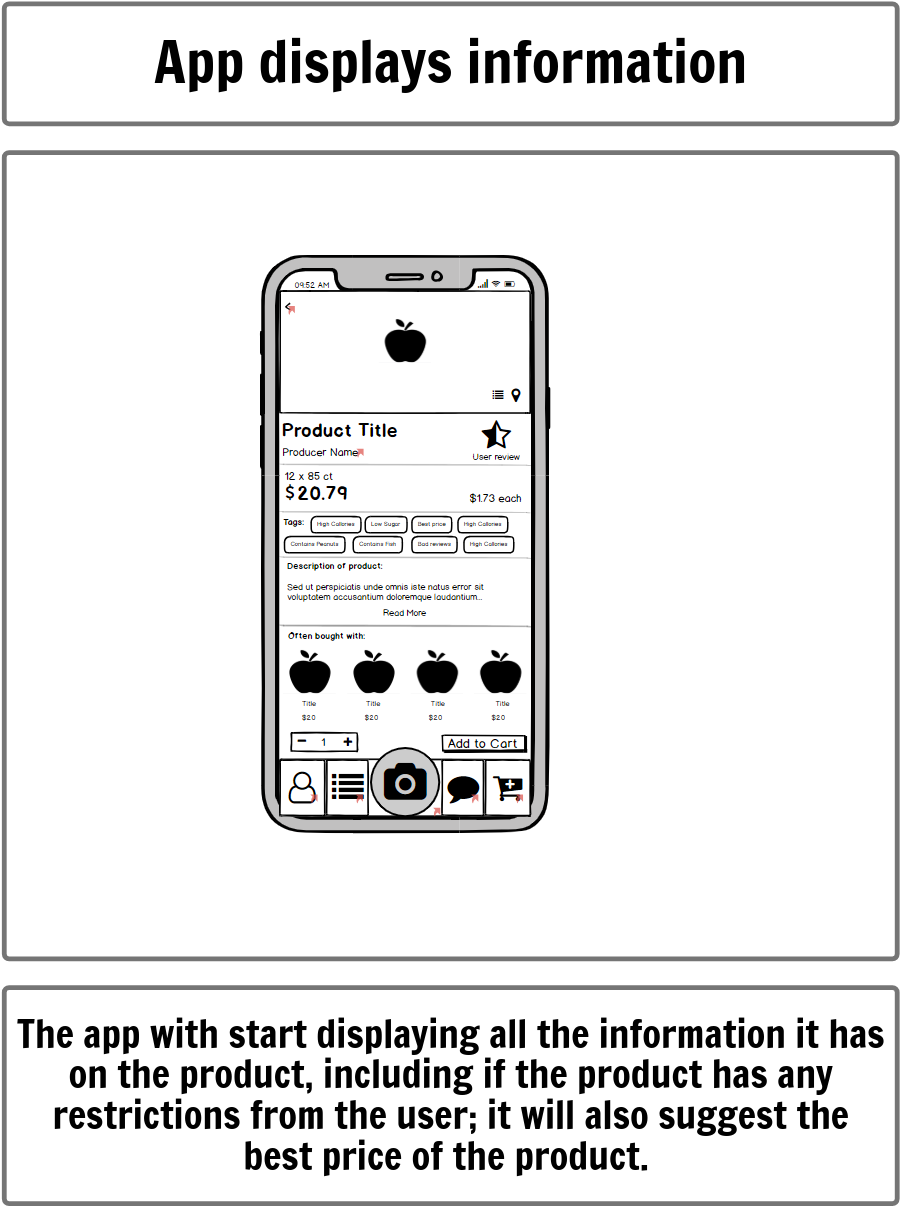 App displays information
09:52 AM
Product Title
Producer Name
User review
12 x 85 ct
$20.79
$1.73 each
Tags: High Callories Low Sugar Best price High Callories
Contains Peanuts Contains Fish Bad reviews High Callories
Description of product:
Sed ut perspiciatis unde omnis iste natus error sit
voluptatem accusantium doloremque laudantium...
Read More
Often bought with:
Title Title Title Title
$20 $20 $20 $20
1 Add to Cart
The app with start displaying all the information it has
on the product, including if the product has any
restrictions from the user; it will also suggest the
best price of the product.